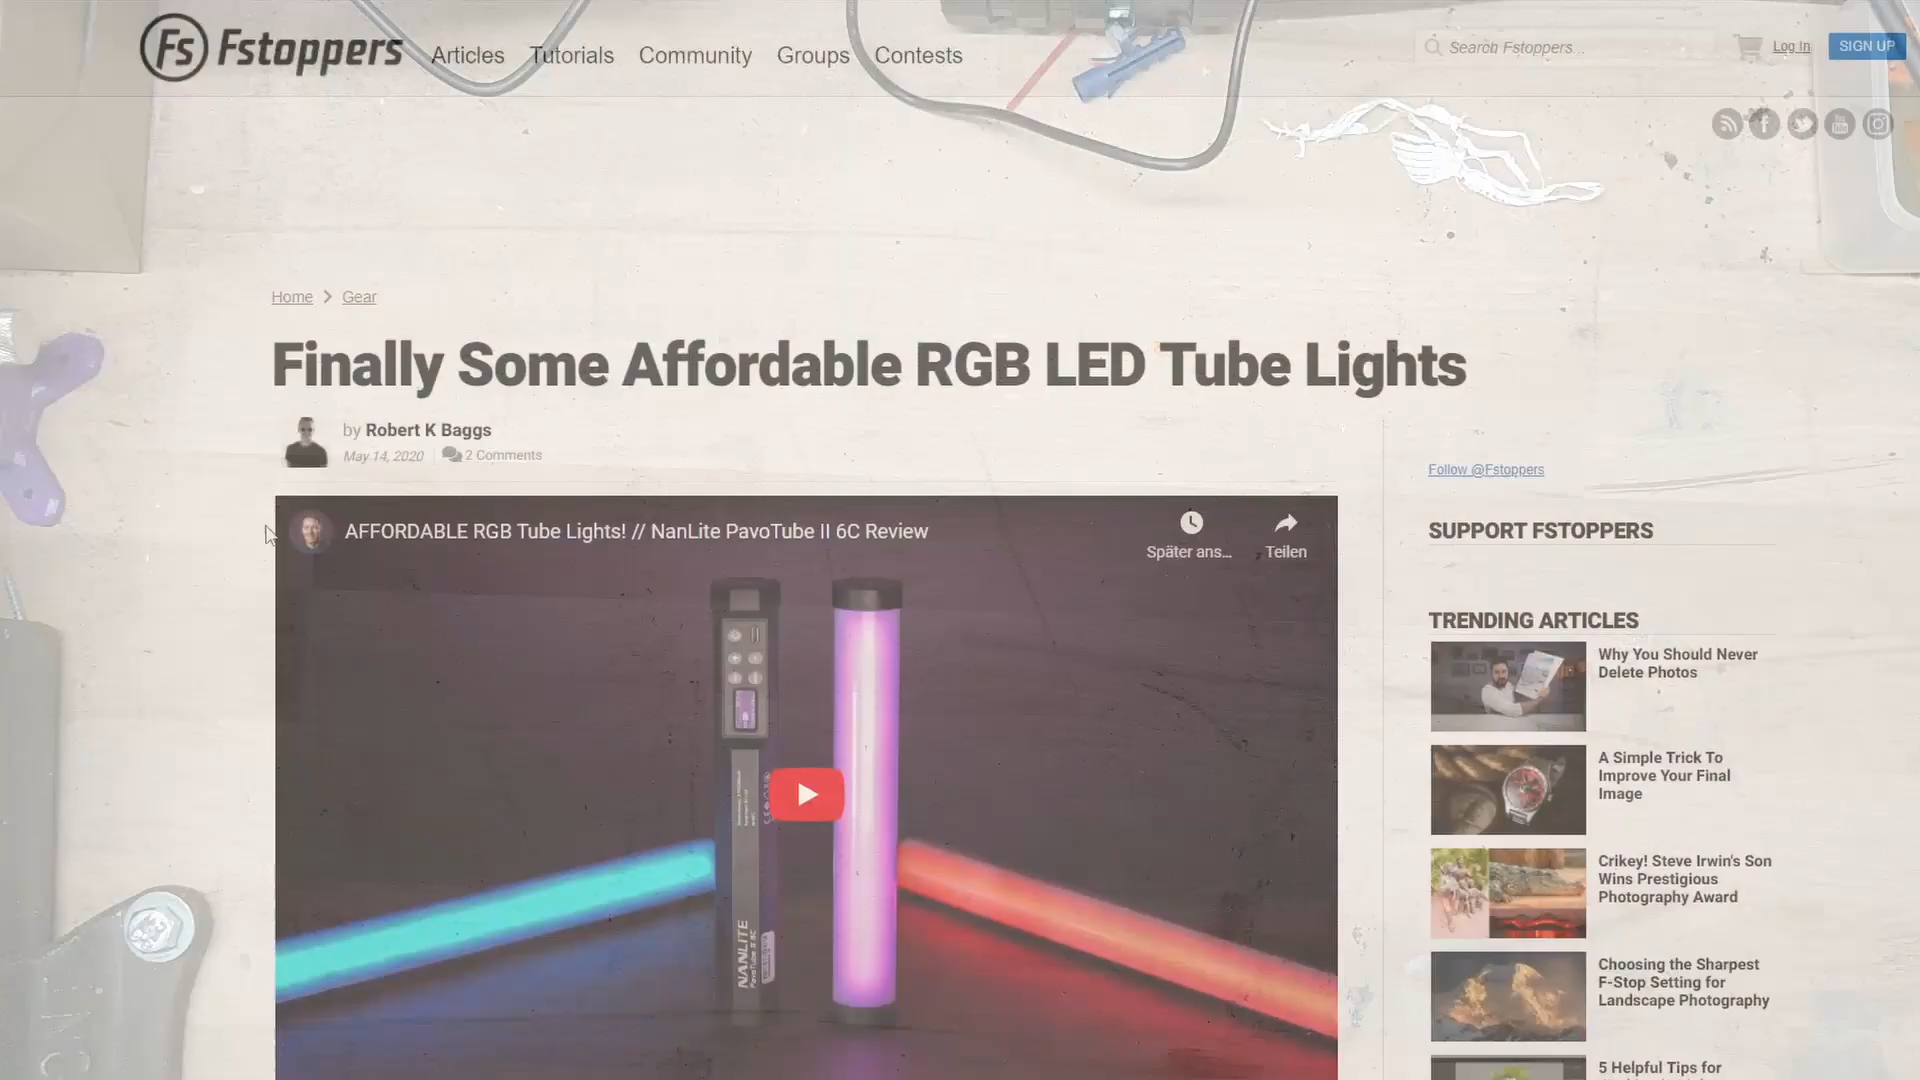 Fs Fstoppers
Articles Tutorials Community Groups Contests
Search Fstoppers...
Log In
SIGN UP
Home > Gear
Finally Some Affordable RGB LED Tube Lights
by Robert K Baggs
May 14, 2020
2 Comments
Follow @Fstoppers
AFFORDABLE RGB Tube Lights! // NanLite PavoTube II 6C Review
Später ans...
Teilen
NANLITE
PavoTube II 6C
SUPPORT FSTOPPERS
TRENDING ARTICLES
Why You Should Never
Delete Photos
A Simple Trick To
Improve Your Final
Image
Crikey! Steve Irwin's Son
Wins Prestigious
Photography Award
Choosing the Sharpest
F-Stop Setting for
Landscape Photography
5 Helpful Tips for